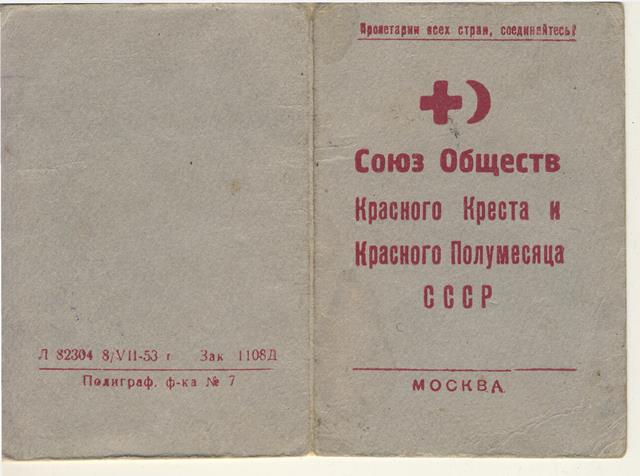 Пролетарии всех стран, соединяйтесь!
Союз Обществ
Красного Креста и
Красного Полумесяца
СССР
МОСКВА
Л 82304 8/VII-53 г Зак 1108Д
Полиграф. ф-ка № 7